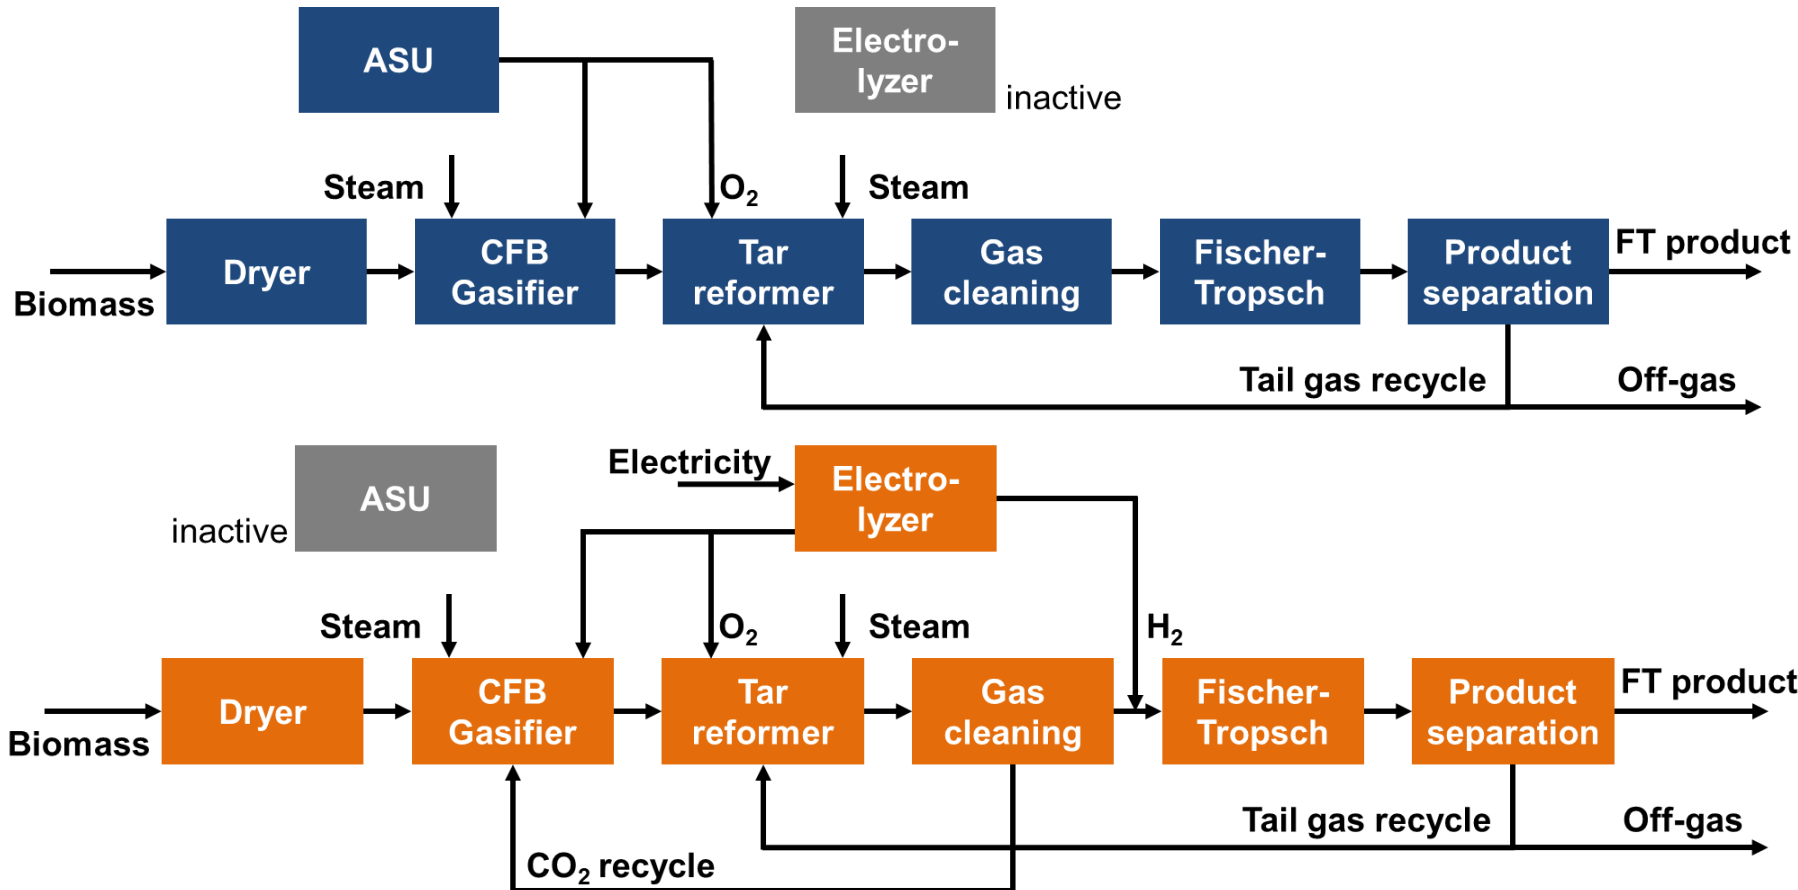 ASU
Electro-
lyzer
inactive
Steam
O₂
Steam
Biomass
Dryer
CFB
Gasifier
Tar
reformer
Gas
cleaning
Fischer-
Tropsch
Product
separation
FT product
Tail gas recycle
Off-gas
inactive
ASU
Electricity
Electro-
lyzer
Steam
O₂
Steam
H₂
Biomass
Dryer
CFB
Gasifier
Tar
reformer
Gas
cleaning
Fischer-
Tropsch
Product
separation
FT product
Tail gas recycle
Off-gas
CO₂ recycle